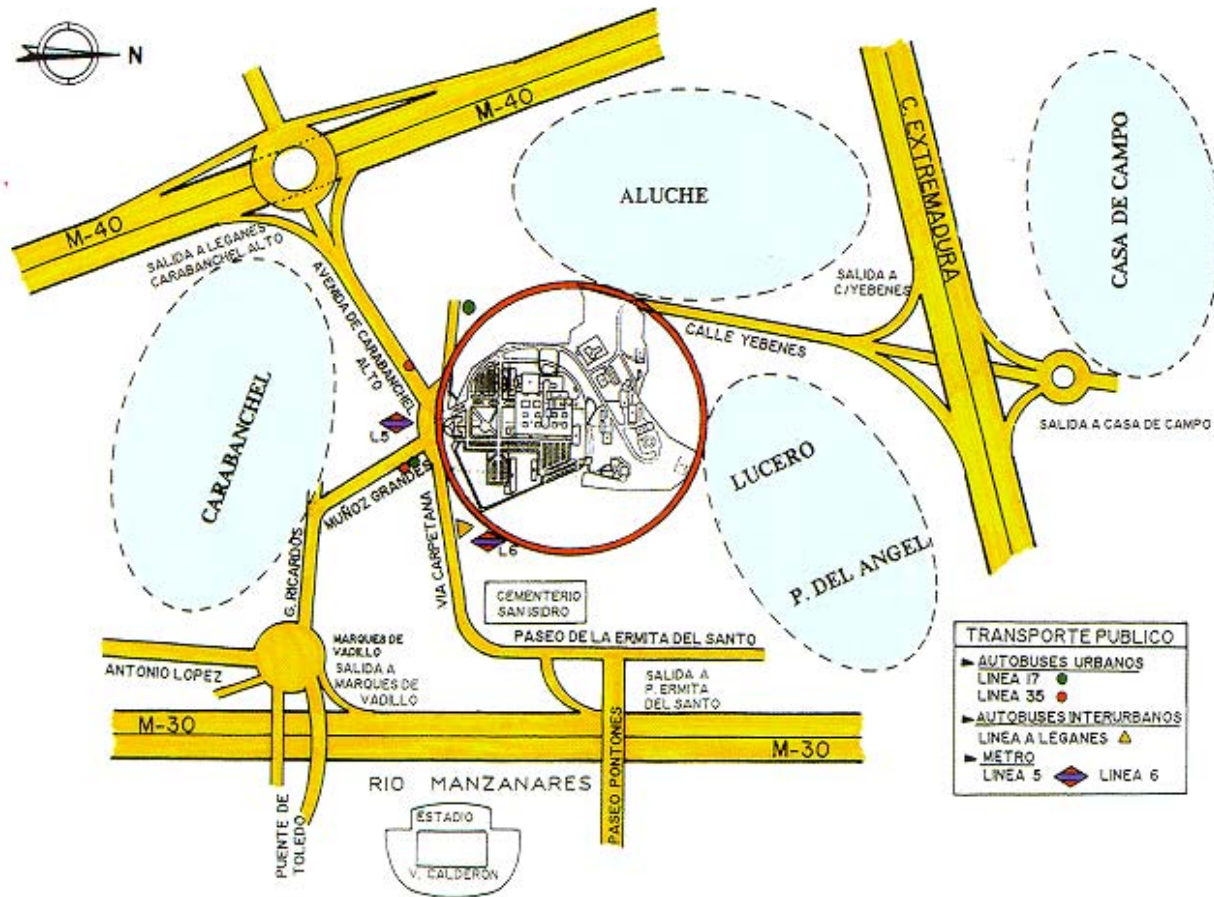 N
M-40
M-40
C. EXTREMADURA
CASA DE CAMPO
ALUCHE
SALIDA A LEGANES
CARABANCHEL ALTO
AVENIDA DE CARABANCHEL
ALTO
SALIDA A
C/YEBENES
CALLE YEBENES
SALIDA A CASA DE CAMPO
CARABANCHEL
L5
MUÑOZ GRANDES
G. RICARDOS
VIA CARPETANA
L6
LUCERO
P. DEL ANGEL
CEMENTERIO
SAN ISIDRO
PASEO DE LA ERMITA DEL SANTO
MARQUES DE
VADILLO
ANTONIO LOPEZ
SALIDA A
MARQUES DE
VADILLO
SALIDA A
P. ERMITA
DEL SANTO
M-30
M-30
PASEO PONTONES
RIO MANZANARES
PUENTE DE
TOLEDO
ESTADIO
V. CALDERON
TRANSPORTE PUBLICO
AUTOBUSES URBANOS
LINEA 17
LINEA 35
AUTOBUSES INTERURBANOS
LINEA A LEGANES
METRO
LINEA 5 LINEA 6